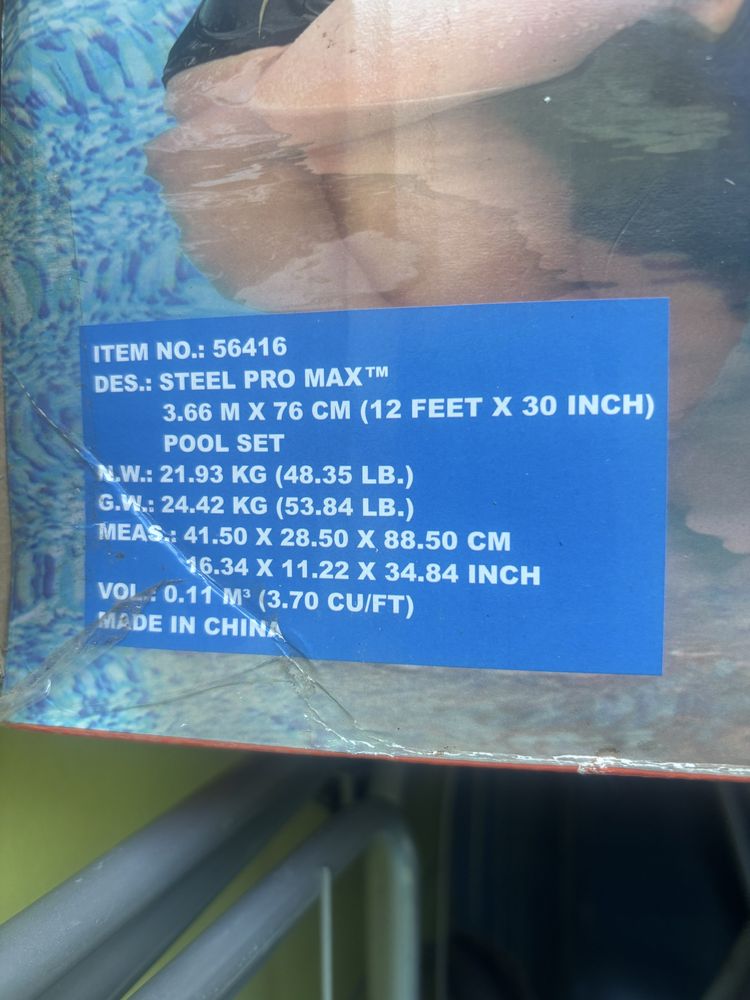 ITEM NO.: 56416
DES.: STEEL PRO MAX™
3.66 M X 76 CM (12 FEET X 30 INCH)
POOL SET
N.W.: 21.93 KG (48.35 LB.)
G.W.: 24.42 KG (53.84 LB.)
MEAS.: 41.50 X 28.50 X 88.50 CM
16.34 X 11.22 X 34.84 INCH
VOL.: 0.11 M³ (3.70 CU/FT)
MADE IN CHINA